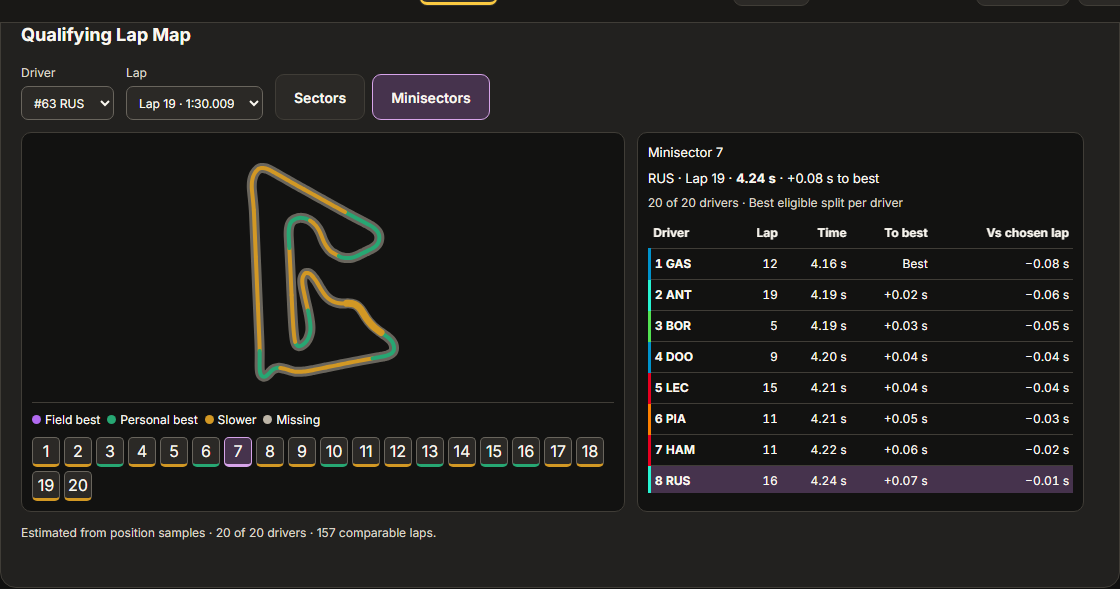 Qualifying Lap Map
Driver Lap
#63 RUS Lap 19 · 1:30.009 Sectors Minisectors
Field best Personal best Slower Missing
1 2 3 4 5 6 7 8 9 10 11 12 13 14 15 16 17 18
19 20
Minisector 7
RUS · Lap 19 · 4.24 s · +0.08 s to best
20 of 20 drivers · Best eligible split per driver
Driver Lap Time To best Vs chosen lap
1 GAS 12 4.16 s Best −0.08 s
2 ANT 19 4.19 s +0.02 s −0.06 s
3 BOR 5 4.19 s +0.03 s −0.05 s
4 DOO 9 4.20 s +0.04 s −0.04 s
5 LEC 15 4.21 s +0.04 s −0.04 s
6 PIA 11 4.21 s +0.05 s −0.03 s
7 HAM 11 4.22 s +0.06 s −0.02 s
8 RUS 16 4.24 s +0.07 s −0.01 s
Estimated from position samples · 20 of 20 drivers · 157 comparable laps.